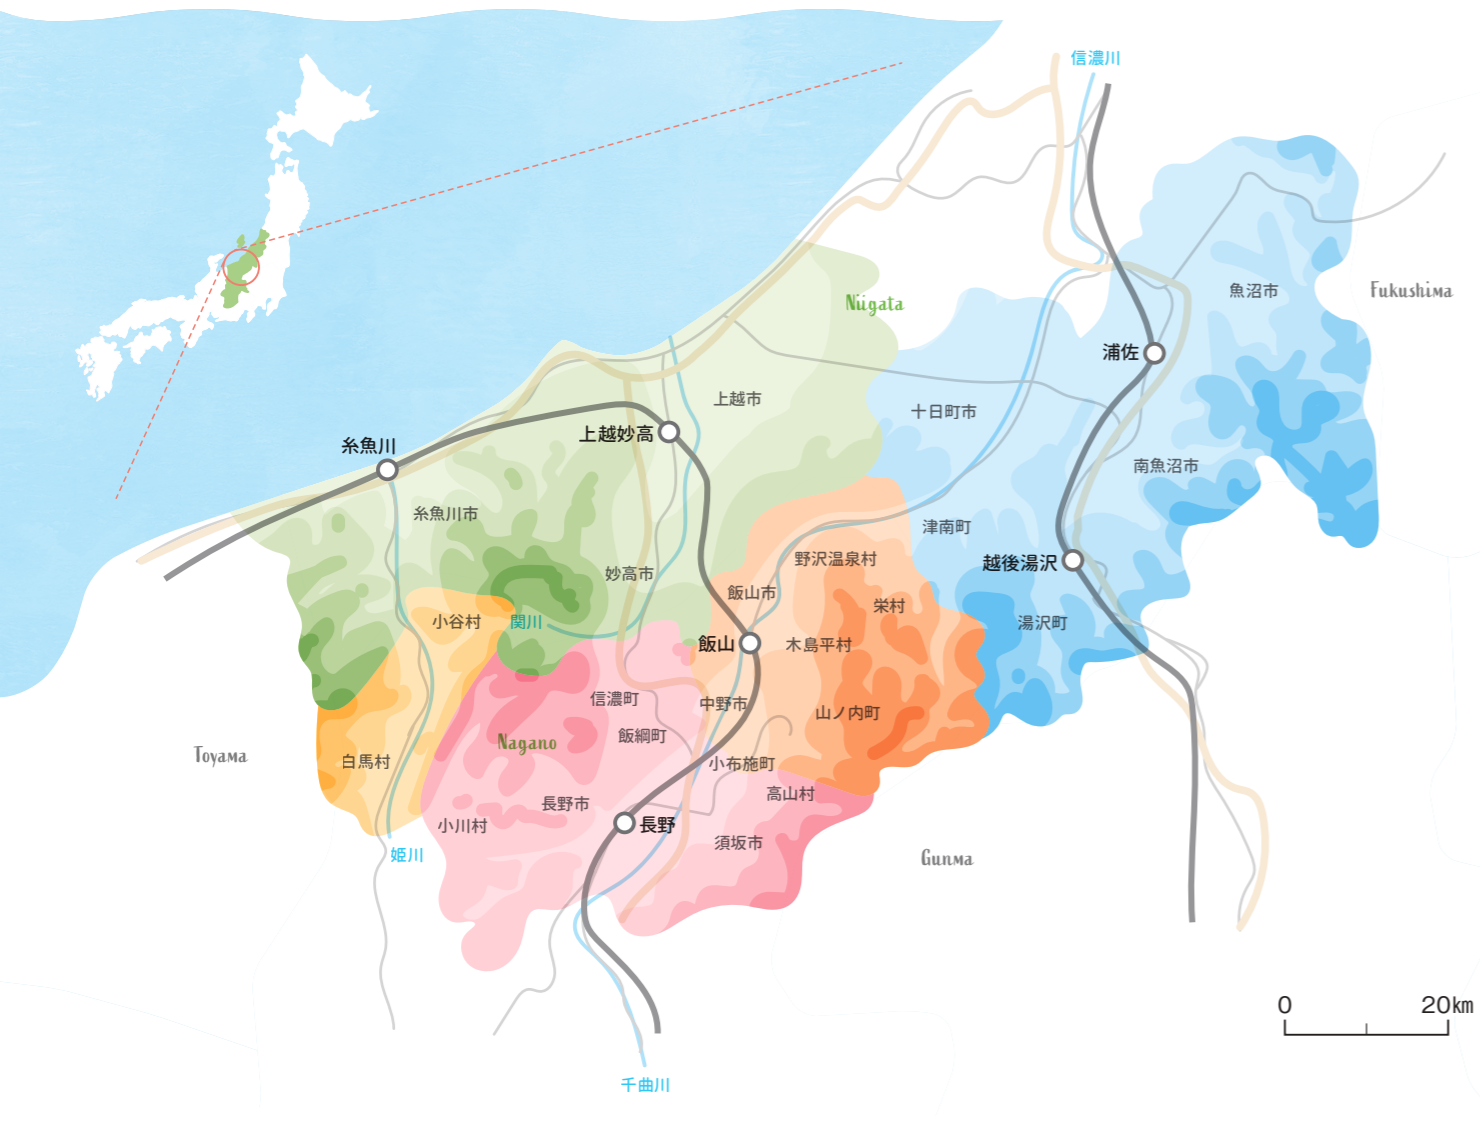 信濃川
Niigata
魚沼市
Fukushima
浦佐
上越市
十日町市
上越妙高
糸魚川
南魚沼市
糸魚川市
津南町
野沢温泉村
越後湯沢
妙高市
飯山市
栄村
小谷村
関川
湯沢町
飯山
木島平村
信濃町
中野市
山ノ内町
飯綱町
Nagano
Toyama
白馬村
小布施町
高山村
長野市
小川村
長野
須坂市
姫川
Gunma
0
20km
千曲川